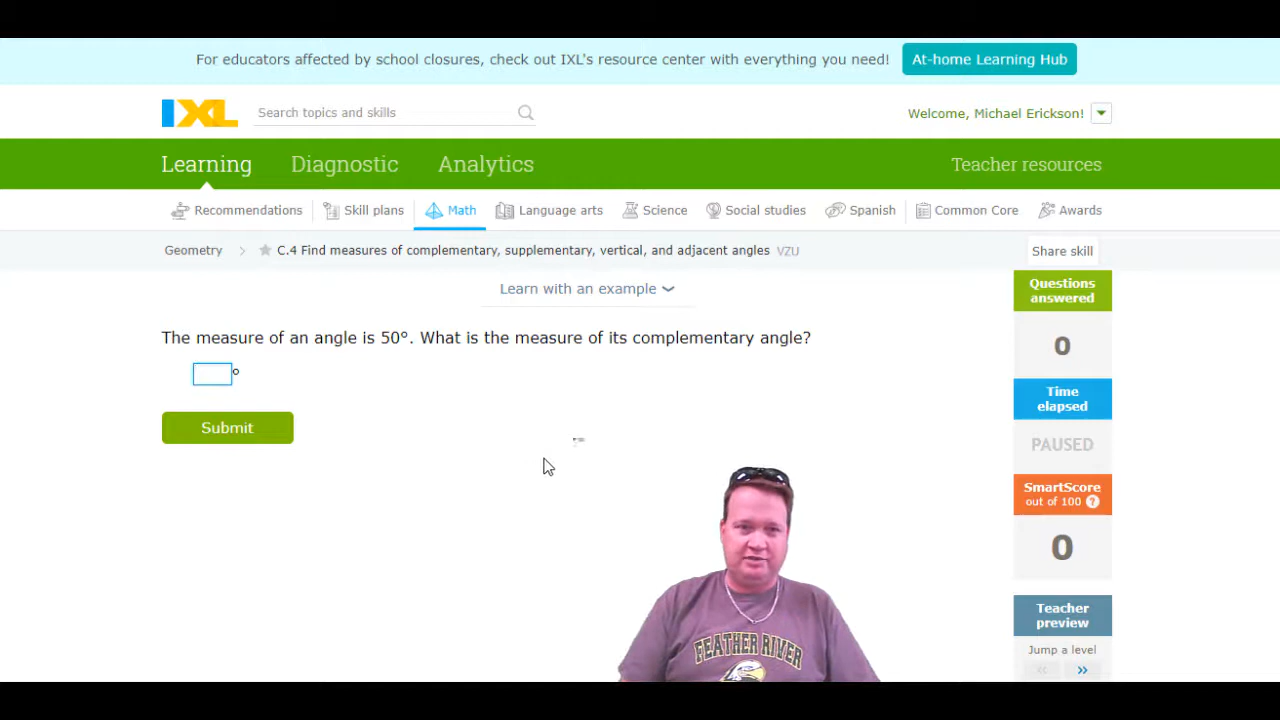 For educators affected by school closures, check out IXL's resource center with everything you need!
At-home Learning Hub
IXL
Search topics and skills
Welcome, Michael Erickson!
Learning
Diagnostic
Analytics
Teacher resources
Recommendations
Skill plans
Math
Language arts
Science
Social studies
Spanish
Common Core
Awards
Geometry
C.4 Find measures of complementary, supplementary, vertical, and adjacent angles VZU
Share skill
Learn with an example
Questions
answered
0
The measure of an angle is 50°. What is the measure of its complementary angle?
°
Submit
Time
elapsed
PAUSED
SmartScore
out of 100 ?
0
Teacher
preview
Jump a level
<< >>
FEATHER RIVER